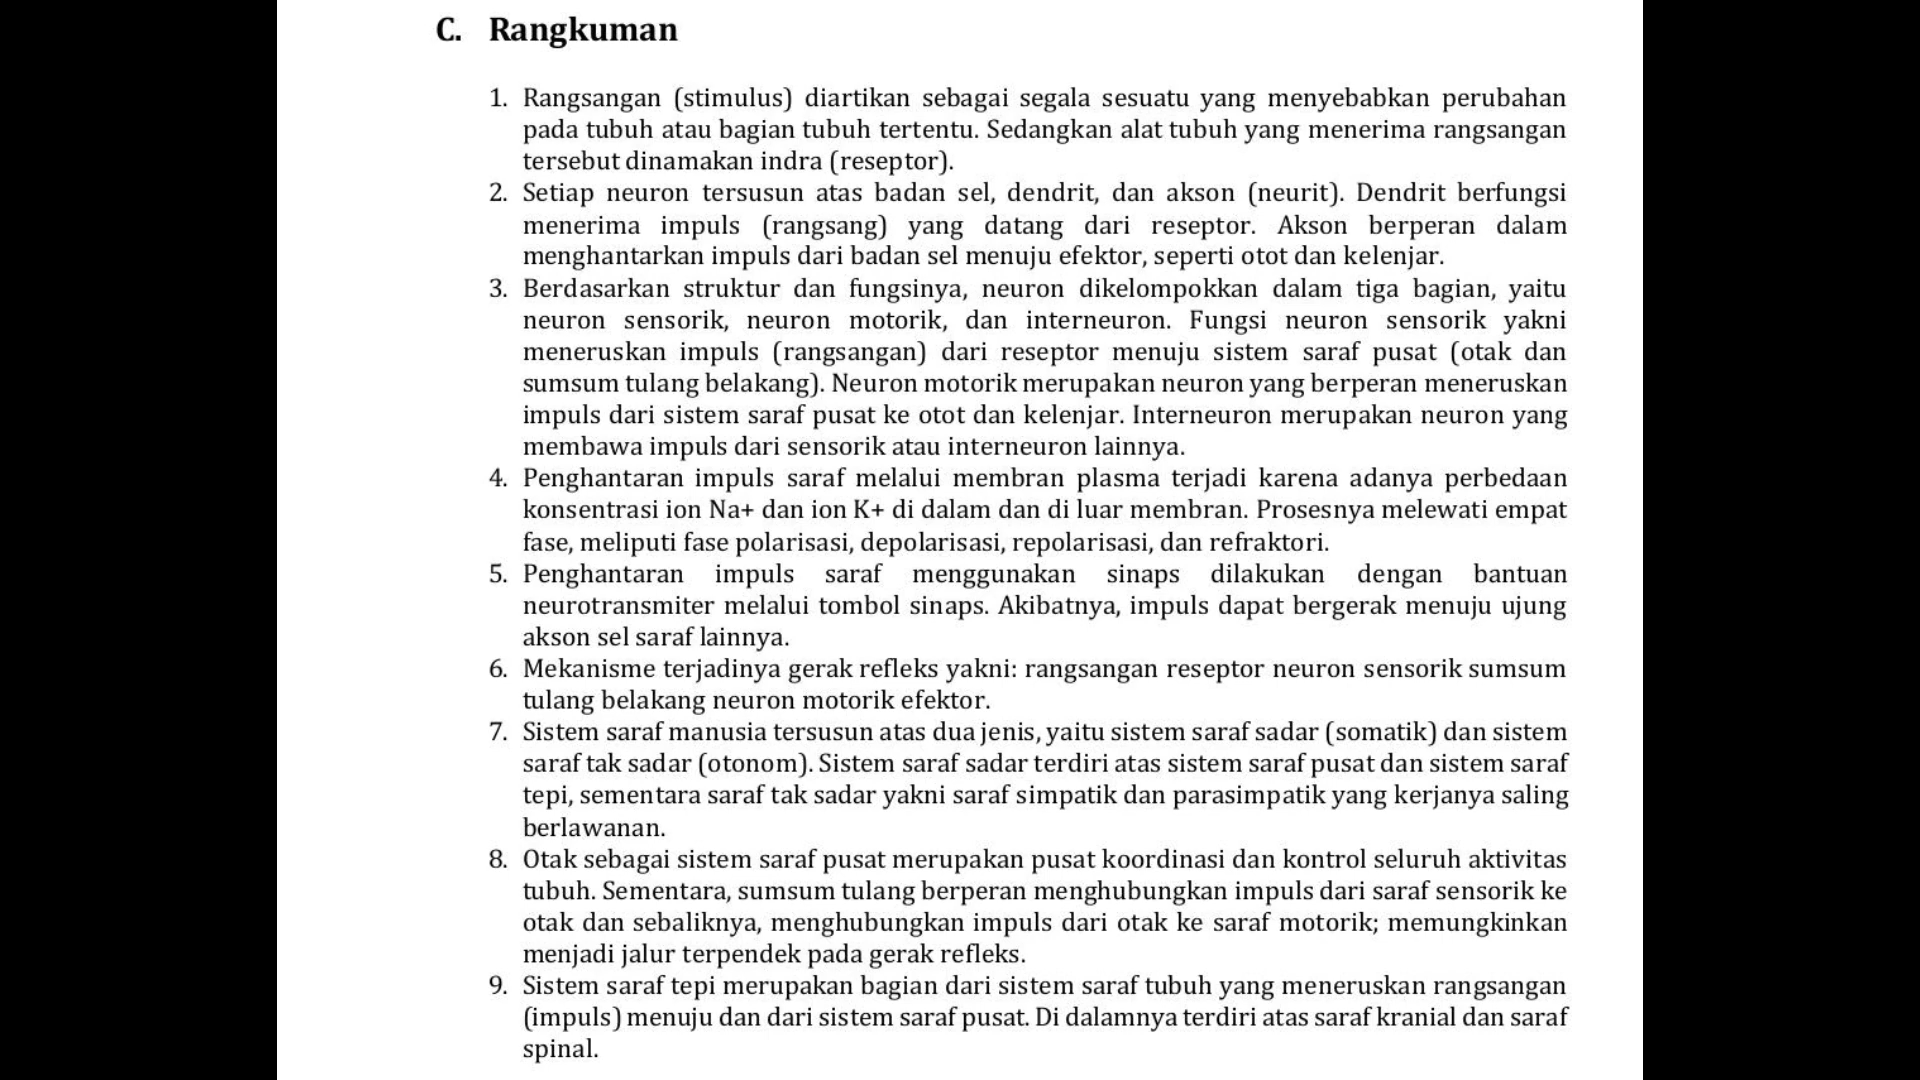 C. Rangkuman
1. Rangsangan (stimulus) diartikan sebagai segala sesuatu yang menyebabkan perubahan
pada tubuh atau bagian tubuh tertentu. Sedangkan alat tubuh yang menerima rangsangan
tersebut dinamakan indra (reseptor).
2. Setiap neuron tersusun atas badan sel, dendrit, dan akson (neurit). Dendrit berfungsi
menerima impuls (rangsang) yang datang dari reseptor. Akson berperan dalam
menghantarkan impuls dari badan sel menuju efektor, seperti otot dan kelenjar.
3. Berdasarkan struktur dan fungsinya, neuron dikelompokkan dalam tiga bagian, yaitu
neuron sensorik, neuron motorik, dan interneuron. Fungsi neuron sensorik yakni
meneruskan impuls (rangsangan) dari reseptor menuju sistem saraf pusat (otak dan
sumsum tulang belakang). Neuron motorik merupakan neuron yang berperan meneruskan
impuls dari sistem saraf pusat ke otot dan kelenjar. Interneuron merupakan neuron yang
membawa impuls dari sensorik atau interneuron lainnya.
4. Penghantaran impuls saraf melalui membran plasma terjadi karena adanya perbedaan
konsentrasi ion Na+ dan ion K+ di dalam dan di luar membran. Prosesnya melewati empat
fase, meliputi fase polarisasi, depolarisasi, repolarisasi, dan refraktori.
5. Penghantaran impuls saraf menggunakan sinaps dilakukan dengan bantuan
neurotransmiter melalui tombol sinaps. Akibatnya, impuls dapat bergerak menuju ujung
akson sel saraf lainnya.
6. Mekanisme terjadinya gerak refleks yakni: rangsangan reseptor neuron sensorik sumsum
tulang belakang neuron motorik efektor.
7. Sistem saraf manusia tersusun atas dua jenis, yaitu sistem saraf sadar (somatik) dan sistem
saraf tak sadar (otonom). Sistem saraf sadar terdiri atas sistem saraf pusat dan sistem saraf
tepi, sementara saraf tak sadar yakni saraf simpatik dan parasimpatik yang kerjanya saling
berlawanan.
8. Otak sebagai sistem saraf pusat merupakan pusat koordinasi dan kontrol seluruh aktivitas
tubuh. Sementara, sumsum tulang berperan menghubungkan impuls dari saraf sensorik ke
otak dan sebaliknya, menghubungkan impuls dari otak ke saraf motorik; memungkinkan
menjadi jalur terpendek pada gerak refleks.
9. Sistem saraf tepi merupakan bagian dari sistem saraf tubuh yang meneruskan rangsangan
(impuls) menuju dan dari sistem saraf pusat. Di dalamnya terdiri atas saraf kranial dan saraf
spinal.